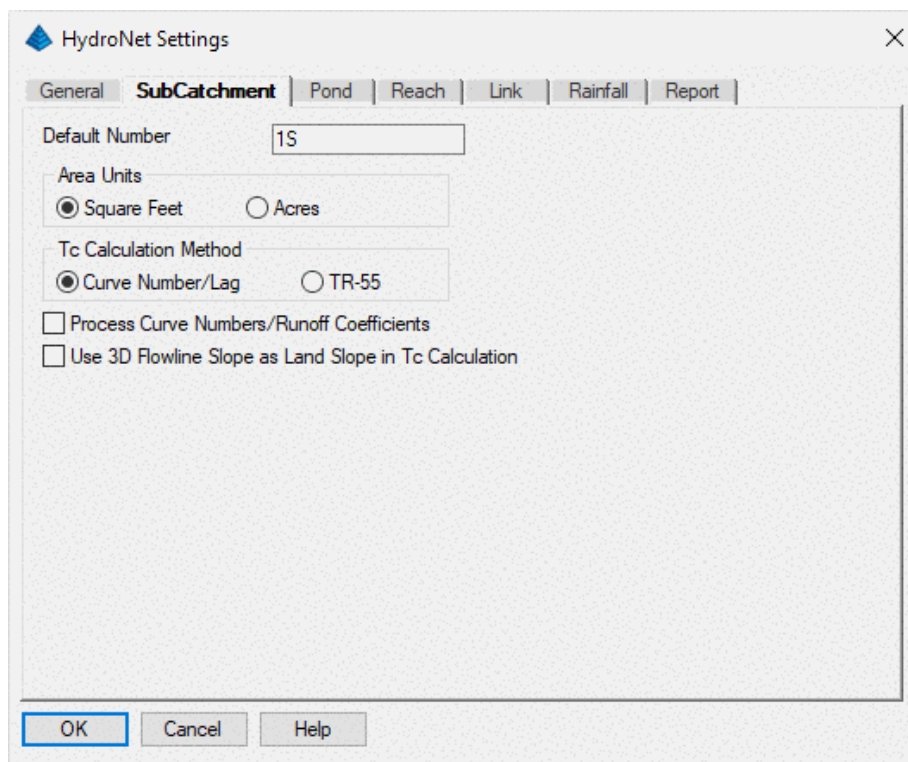 HydroNet Settings
General SubCatchment Pond Reach Link Rainfall Report
Default Number 1S
Area Units
Square Feet Acres
Tc Calculation Method
Curve Number/Lag TR-55
Process Curve Numbers/Runoff Coefficients
Use 3D Flowline Slope as Land Slope in Tc Calculation
OK Cancel Help